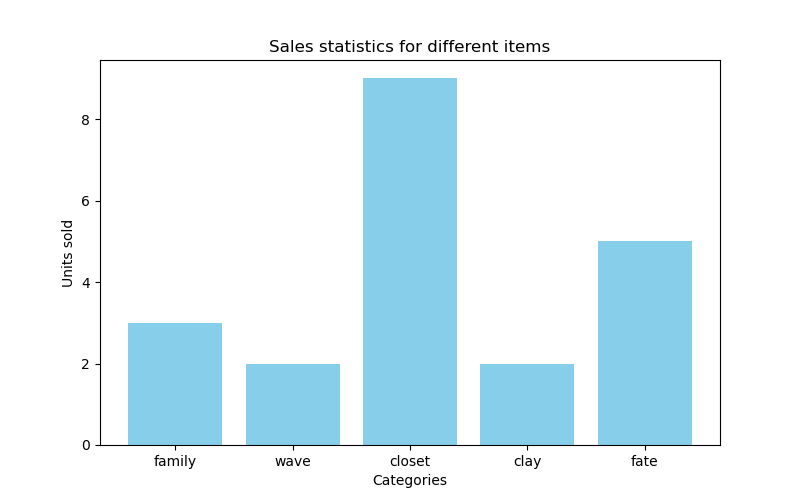 Sales statistics for different items
Units sold
8
6
4
2
0
family wave closet clay fate
Categories